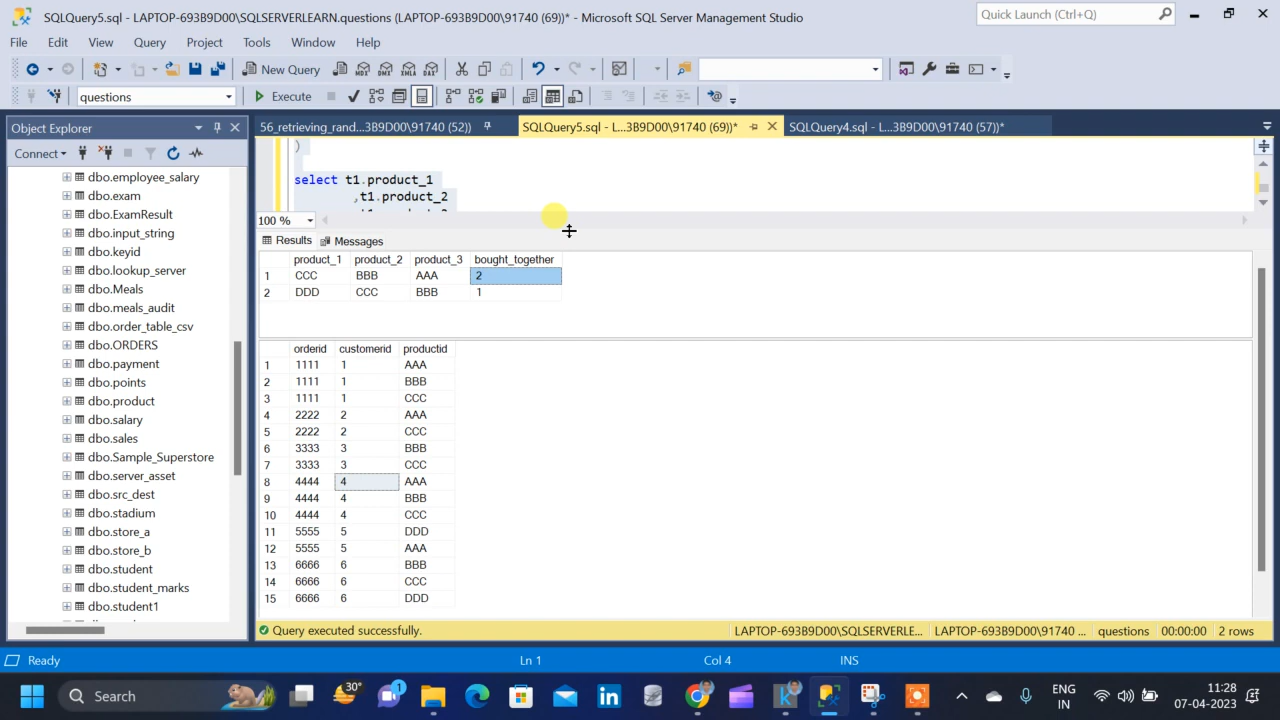 SQLQuery5.sql - LAPTOP-693B9D00\SQLSERVERLEARN.questions (LAPTOP-693B9D00\91740 (69))* - Microsoft SQL Server Management Studio
Quick Launch (Ctrl+Q)
File Edit View Query Project Tools Window Help
New Query MDX DMX XMLA DAX
questions Execute
Object Explorer
56_retrieving_rand...3B9D00\91740 (52)) SQLQuery5.sql - L...3B9D00\91740 (69))* SQLQuery4.sql - L...3B9D00\91740 (57))*
Connect
dbo.employee_salary
dbo.exam
dbo.ExamResult
dbo.input_string
dbo.keyid
dbo.lookup_server
dbo.Meals
dbo.meals_audit
dbo.order_table_csv
dbo.ORDERS
dbo.payment
dbo.points
dbo.product
dbo.salary
dbo.sales
dbo.Sample_Superstore
dbo.server_asset
dbo.src_dest
dbo.stadium
dbo.store_a
dbo.store_b
dbo.student
dbo.student_marks
dbo.student1
)
select t1.product_1
,t1.product_2
100 %
Results Messages
product_1 product_2 product_3 bought_together
1 CCC BBB AAA 2
2 DDD CCC BBB 1
orderid customerid productid
1 1111 1 AAA
2 1111 1 BBB
3 1111 1 CCC
4 2222 2 AAA
5 2222 2 CCC
6 3333 3 BBB
7 3333 3 CCC
8 4444 4 AAA
9 4444 4 BBB
10 4444 4 CCC
11 5555 5 DDD
12 5555 5 AAA
13 6666 6 BBB
14 6666 6 CCC
15 6666 6 DDD
Query executed successfully. LAPTOP-693B9D00\SQLSERVERLE... LAPTOP-693B9D00\91740 ... questions 00:00:00 2 rows
Ready Ln 1 Col 4 INS
Search 30° 1
ENG
IN
11:28
07-04-2023